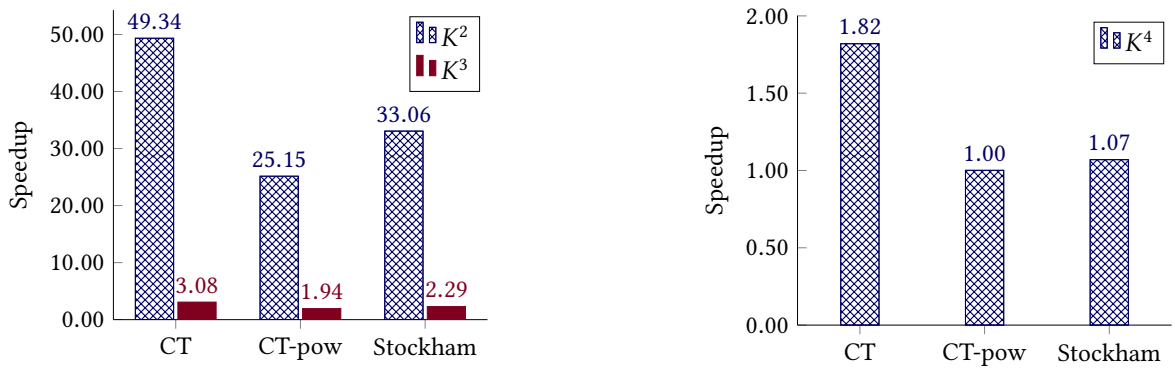 Speedup
50.00
40.00
30.00
20.00
10.00
0.00
49.34
25.15
33.06
3.08
1.94
2.29
CT
CT-pow
Stockham
K²
K³
Speedup
2.00
1.50
1.00
0.50
0.00
1.82
1.00
1.07
CT
CT-pow
Stockham
K⁴